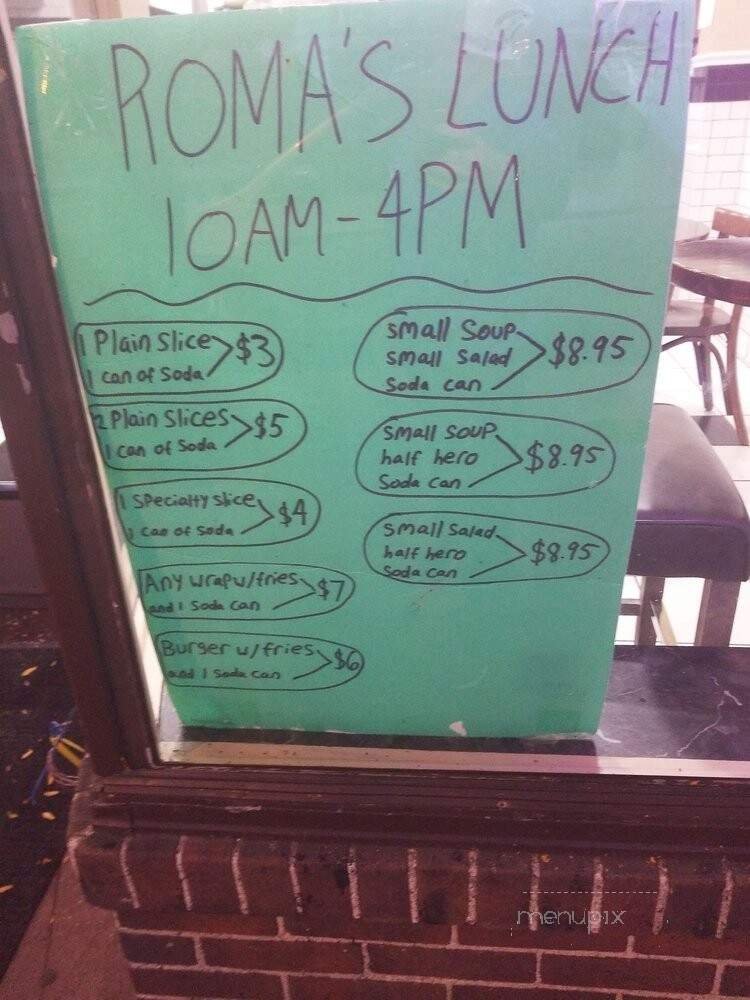 ROMA'S LUNCH
10AM-4PM
1 Plain Slice
1 can of Soda
$3
2 Plain Slices
1 can of Soda
$5
1 Specialty slice
1 can of Soda
$4
Any wrap w/fries
and 1 Soda can
$7
Burger w/fries
and 1 Soda can
$6
Small Soup
Small Salad
Soda can
$8.95
Small Soup
half hero
Soda can
$8.95
Small Salad
half hero
Soda can
$8.95
menupix